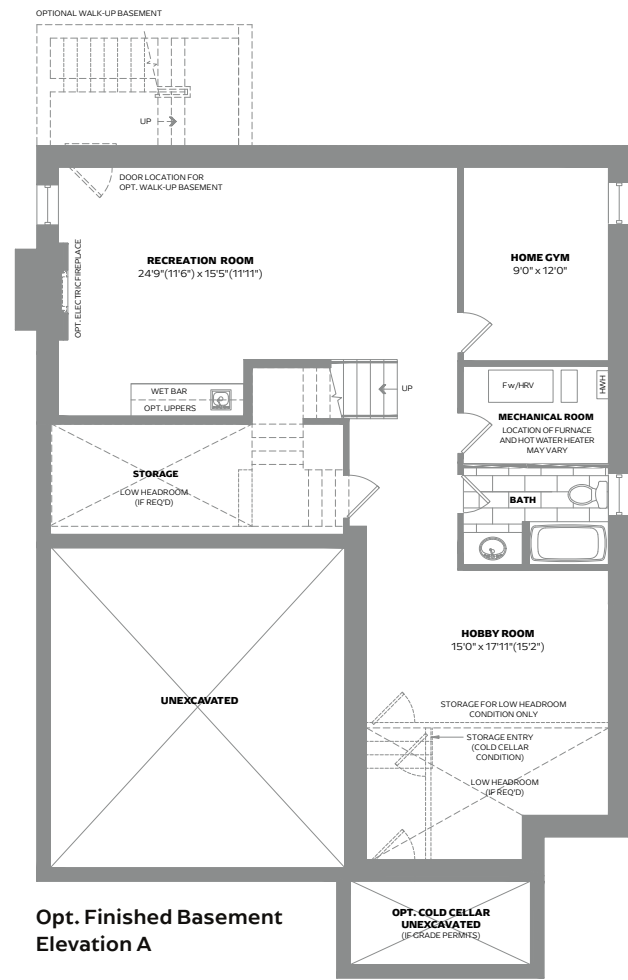 OPTIONAL WALK-UP BASEMENT
UP
DOOR LOCATION FOR
OPT. WALK-UP BASEMENT
OPT. ELECTRIC FIREPLACE
RECREATION ROOM
24'9"(11'6") x 15'5"(11'11")
HOME GYM
9'0" x 12'0"
WET BAR
OPT. UPPERS
UP
Fw/HRV
HWH
MECHANICAL ROOM
LOCATION OF FURNACE
AND HOT WATER HEATER
MAY VARY
STORAGE
LOW HEADROOM
(IF REQ'D)
BATH
HOBBY ROOM
15'0" x 17'11"(15'2")
UNEXCAVATED
STORAGE FOR LOW HEADROOM
CONDITION ONLY
STORAGE ENTRY
(COLD CELLAR
CONDITION)
LOW HEADROOM
(IF REQ'D)
OPT. COLD CELLAR
UNEXCAVATED
(IF GRADE PERMITS)
Opt. Finished Basement
Elevation A